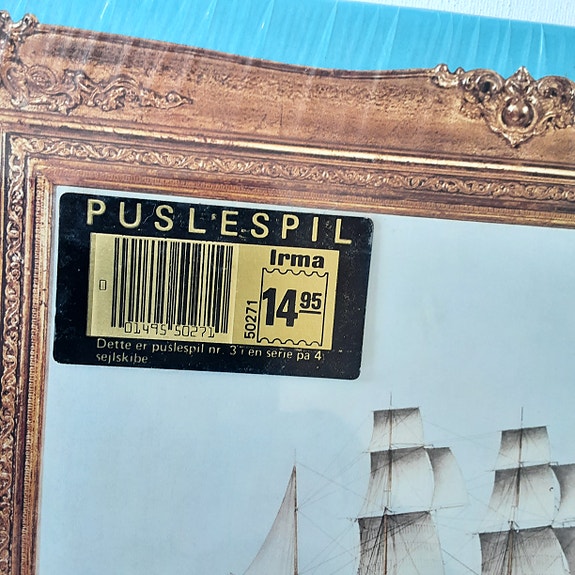 PUSLESPIL
Irma
14 95
50271
01495 50271
Dette er puslespil nr. 3 i en serie på 4
sejlskibe